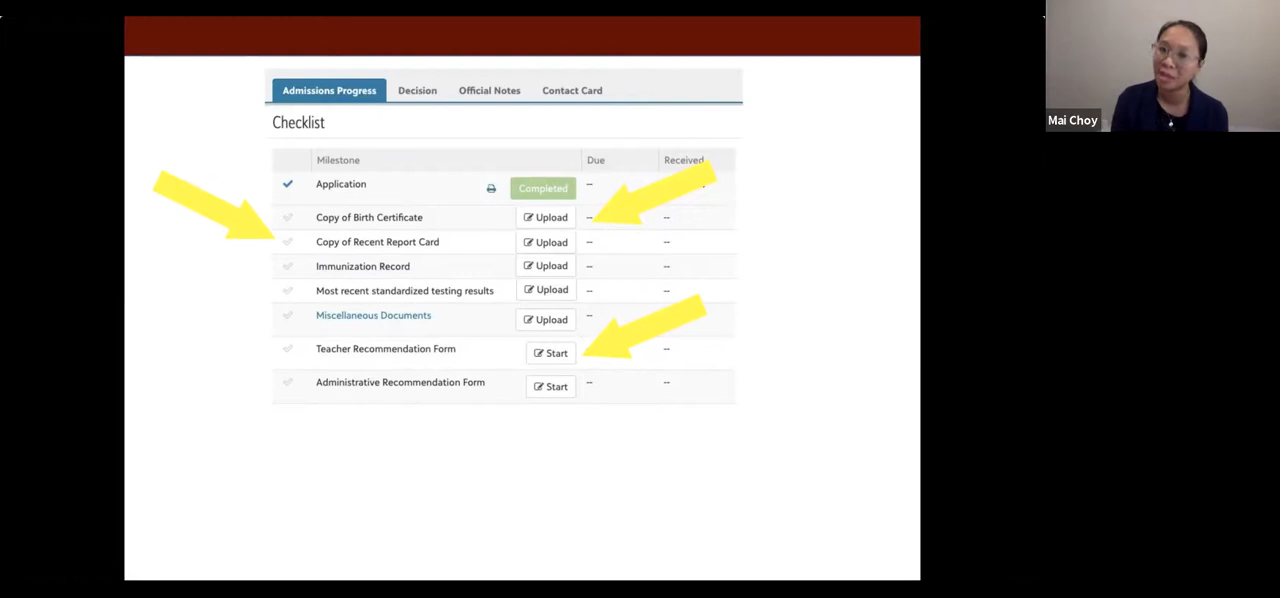 Admissions Progress Decision Official Notes Contact Card
Mai Choy
Checklist
Milestone Due Received
Application Completed --
Copy of Birth Certificate Upload -- --
Copy of Recent Report Card Upload -- --
Immunization Record Upload -- --
Most recent standardized testing results Upload -- --
Miscellaneous Documents Upload --
Teacher Recommendation Form Start --
Administrative Recommendation Form Start -- --